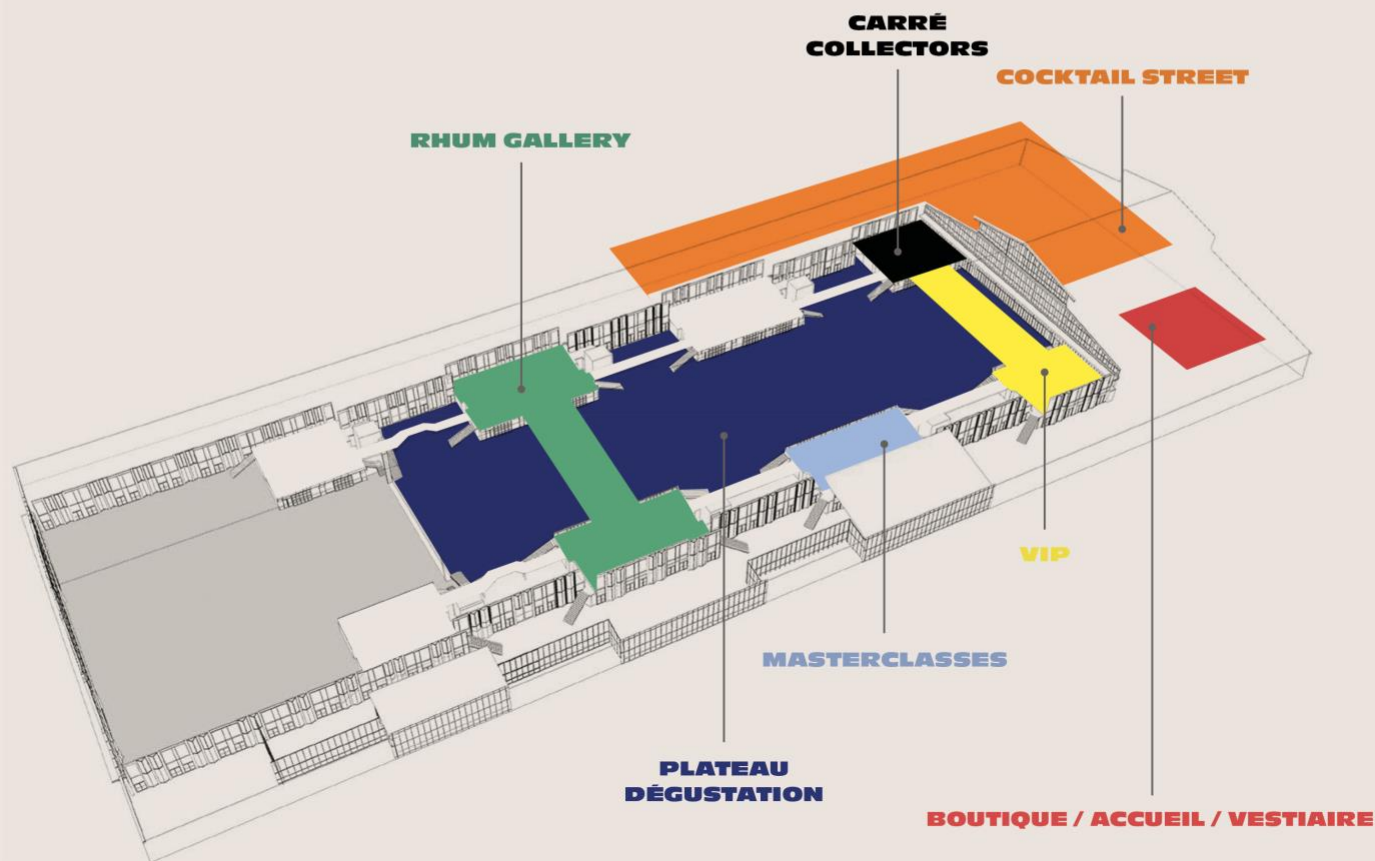 CARRÉ
COLLECTORS
COCKTAIL STREET
RHUM GALLERY
VIP
MASTERCLASSES
PLATEAU
DÉGUSTATION
BOUTIQUE / ACCUEIL / VESTIAIRE